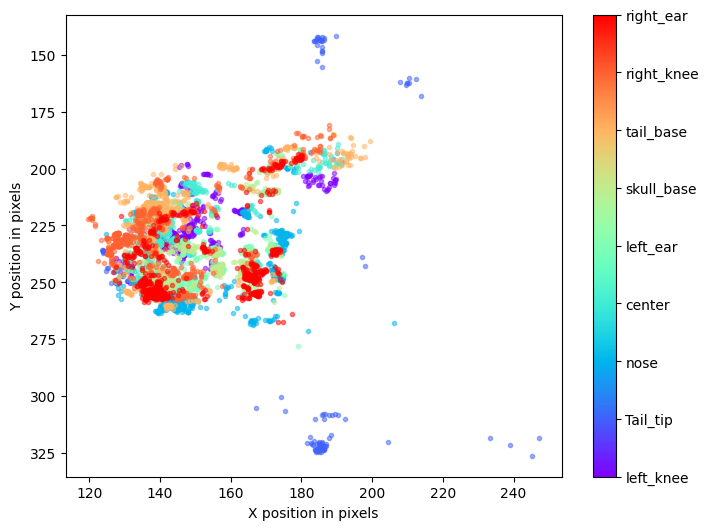 right_ear
right_knee
tail_base
skull_base
left_ear
center
nose
Tail_tip
left_knee
150
175
200
225
250
275
300
325
Y position in pixels
120 140 160 180 200 220 240
X position in pixels